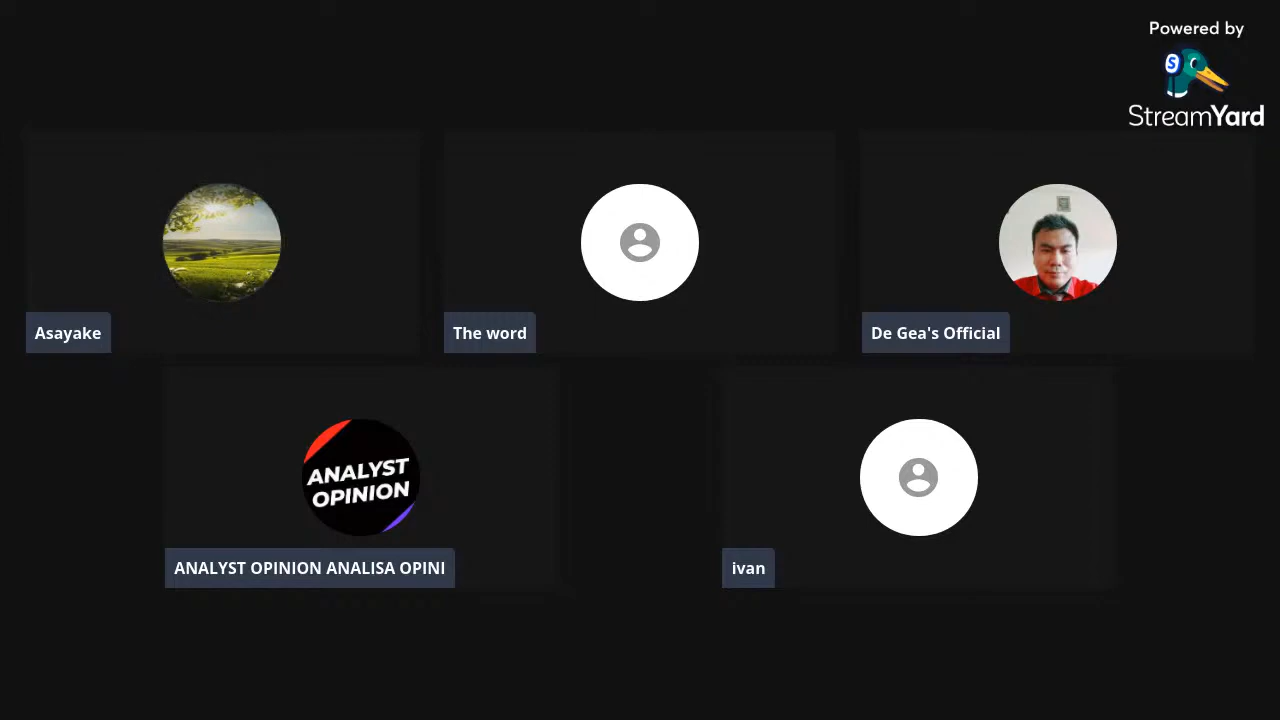 Powered by
S
StreamYard
Asayake
The word
De Gea's Official
ANALYST
OPINION
ANALYST OPINION ANALISA OPINI
ivan